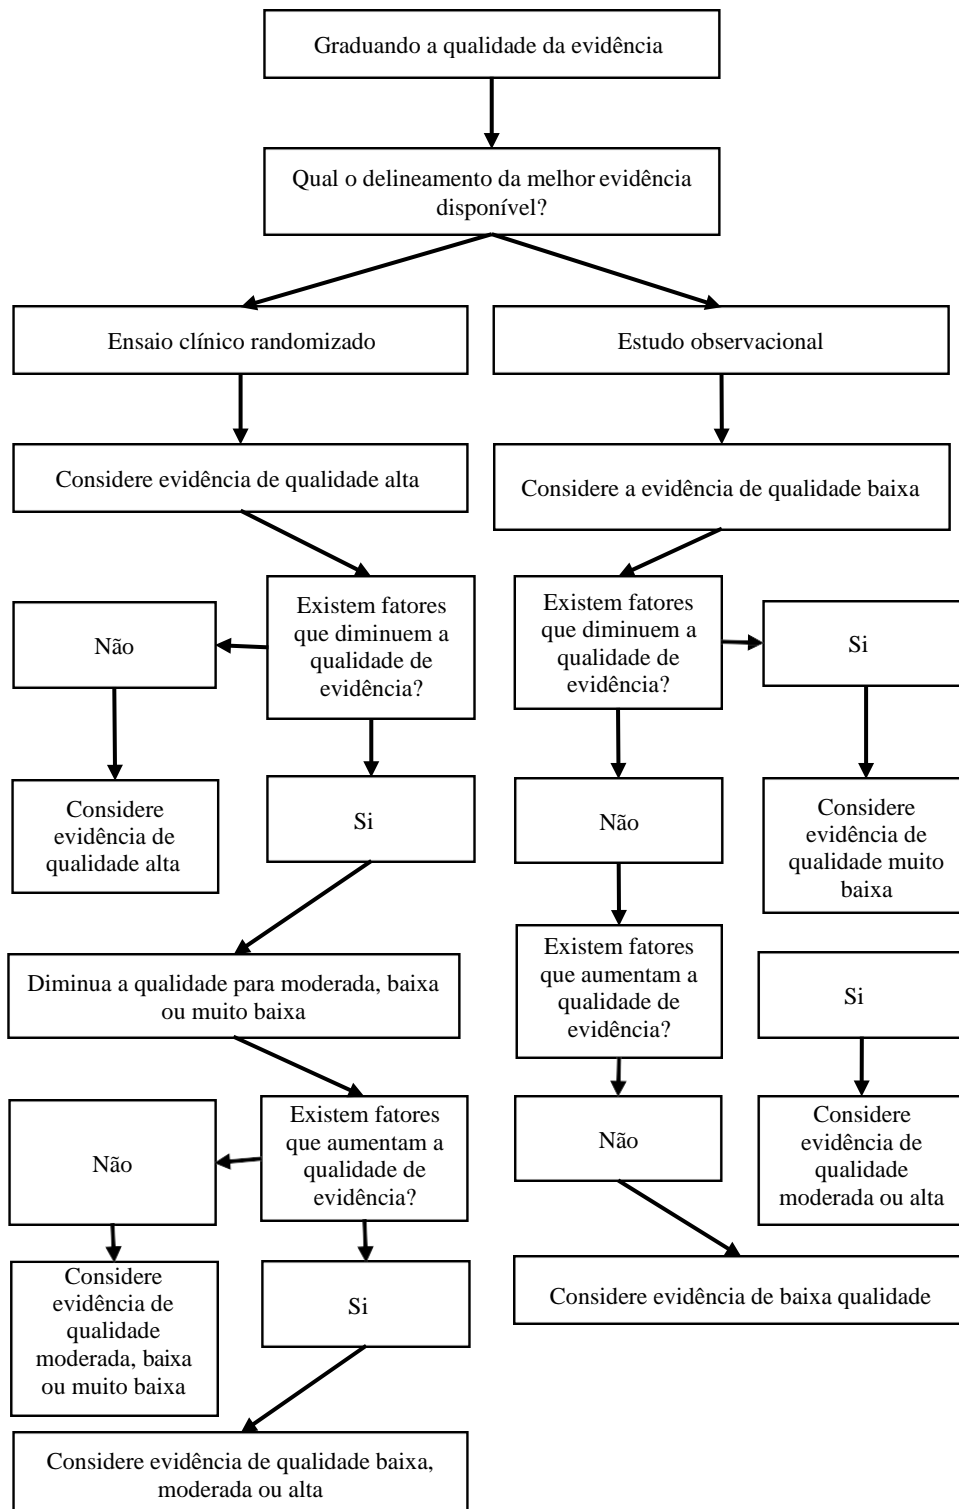 Graduando a qualidade da evidência
Qual o delineamento da melhor evidência
disponível?
Ensaio clínico randomizado
Estudo observacional
Considere evidência de qualidade alta
Considere a evidência de qualidade baixa
Não
Existem fatores
que diminuem a
qualidade de
evidência?
Existem fatores
que diminuem a
qualidade de
evidência?
Si
Considere
evidência de
qualidade alta
Si
Não
Considere
evidência de
qualidade muito
baixa
Diminua a qualidade para moderada, baixa
ou muito baixa
Existem fatores
que aumentam a
qualidade de
evidência?
Si
Não
Existem fatores
que aumentam a
qualidade de
evidência?
Não
Considere
evidência de
qualidade
moderada ou alta
Considere
evidência de
qualidade
moderada, baixa
ou muito baixa
Si
Considere evidência de baixa qualidade
Considere evidência de qualidade baixa,
moderada ou alta